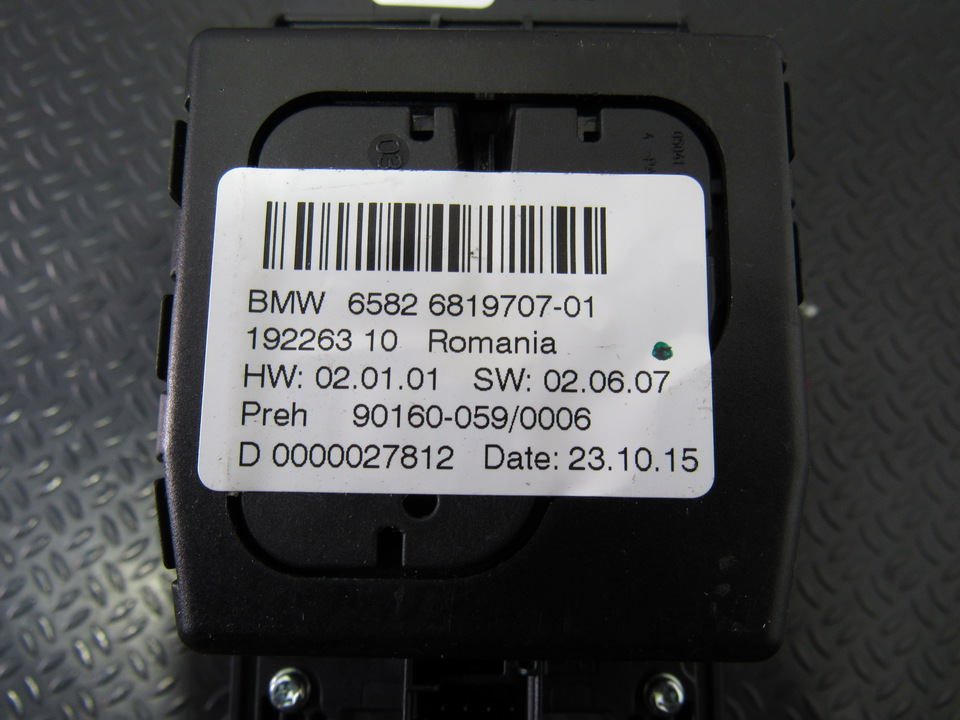 03
BMW 6582 6819707-01
192263 10 Romania
HW: 02.01.01 SW: 02.06.07
Preh 90160-059/0006
D 0000027812 Date: 23.10.15